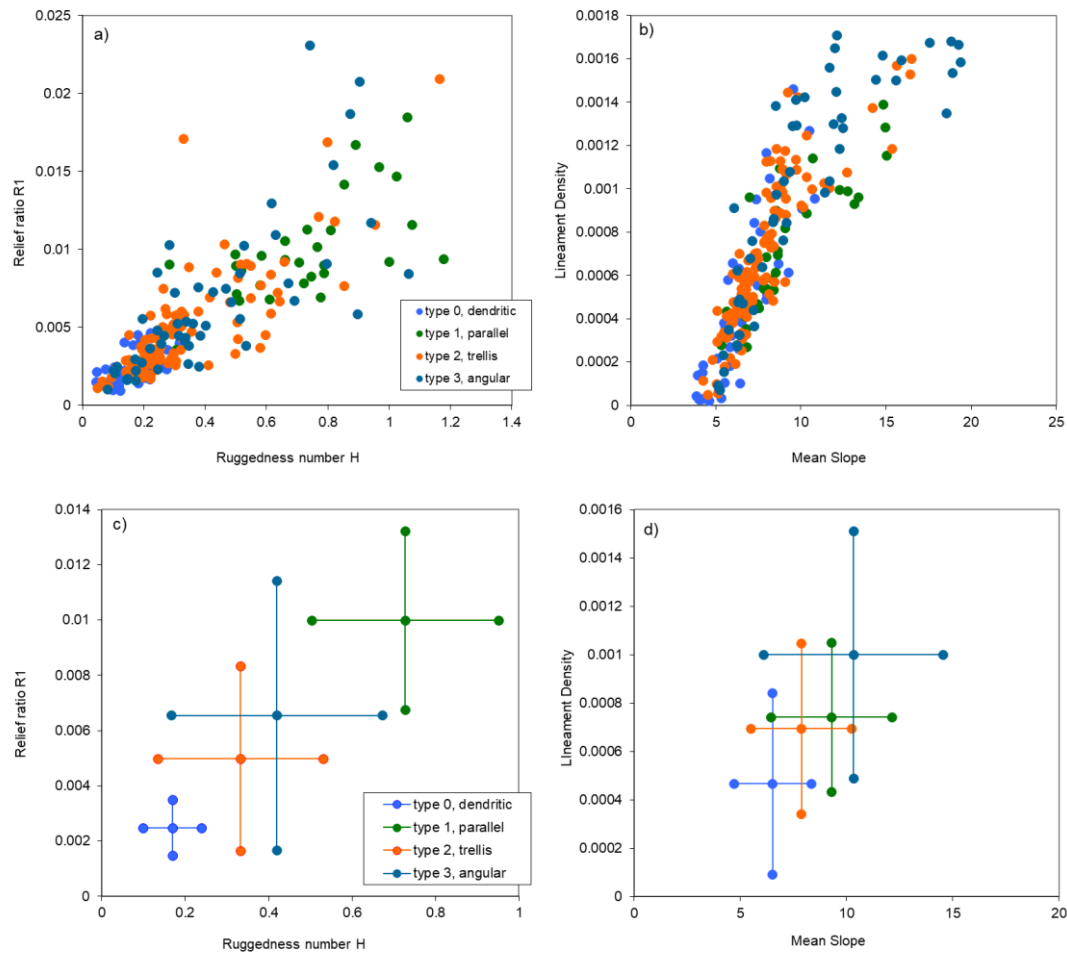 a)
0.025
0.02
0.015
0.01
0.005
0
Relief ratio R1
0 0.2 0.4 0.6 0.8 1 1.2 1.4
Ruggedness number H
type 0, dendritic
type 1, parallel
type 2, trellis
type 3, angular
b)
0.0018
0.0016
0.0014
0.0012
0.001
0.0008
0.0006
0.0004
0.0002
0
Lineament Density
0 5 10 15 20 25
Mean Slope
c)
0.014
0.012
0.01
0.008
0.006
0.004
0.002
0
Relief ratio R1
0 0.2 0.4 0.6 0.8 1
Ruggedness number H
type 0, dendritic
type 1, parallel
type 2, trellis
type 3, angular
d)
0.0016
0.0014
0.0012
0.001
0.0008
0.0006
0.0004
0.0002
0
LIneament Density
0 5 10 15 20
Mean Slope